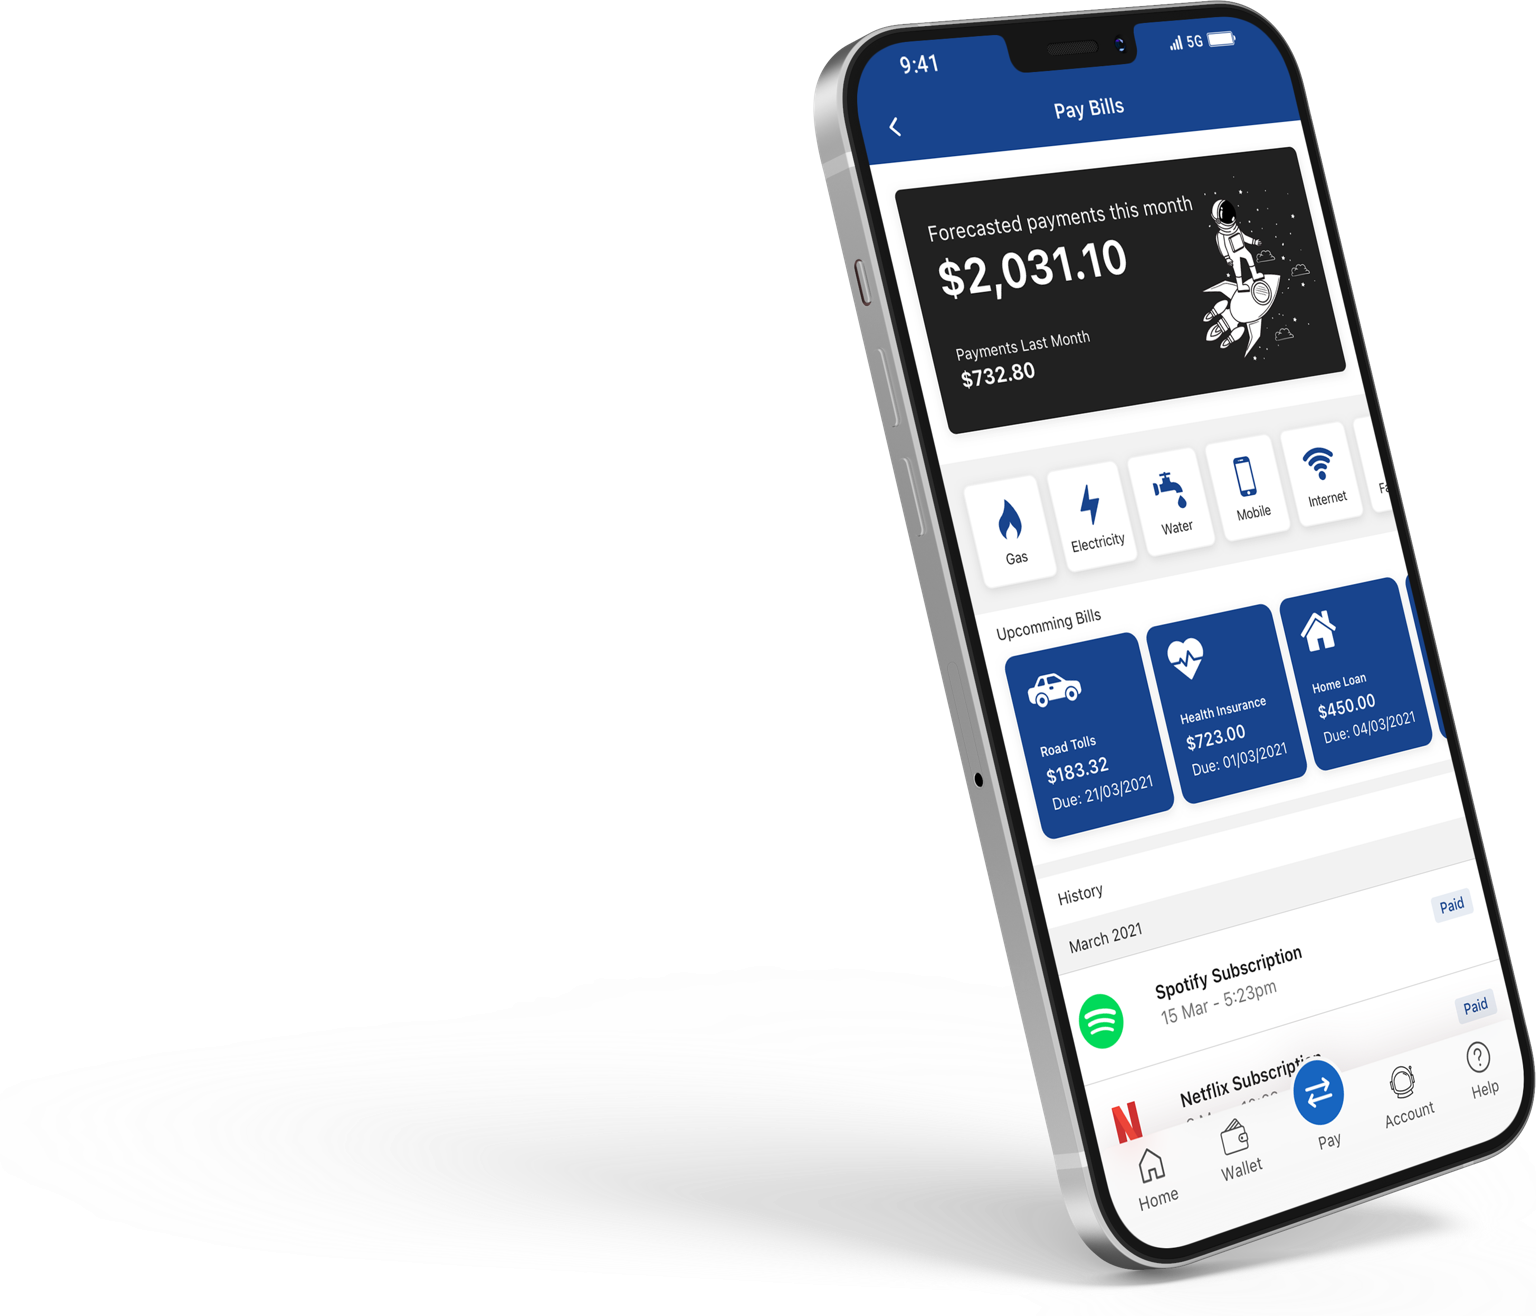 9:41
5G
Pay Bills
Forecasted payments this month
$2,031.10
Payments Last Month
$732.80
Gas
Electricity
Water
Mobile
Internet
Upcomming Bills
Road Tolls
$183.32
Due: 21/03/2021
Health Insurance
$723.00
Due: 01/03/2021
Home Loan
$450.00
Due: 04/03/2021
History
March 2021
Spotify Subscription
15 Mar - 5:23pm
Paid
Netflix Subscription
Paid
Home
Wallet
Pay
Account
Help